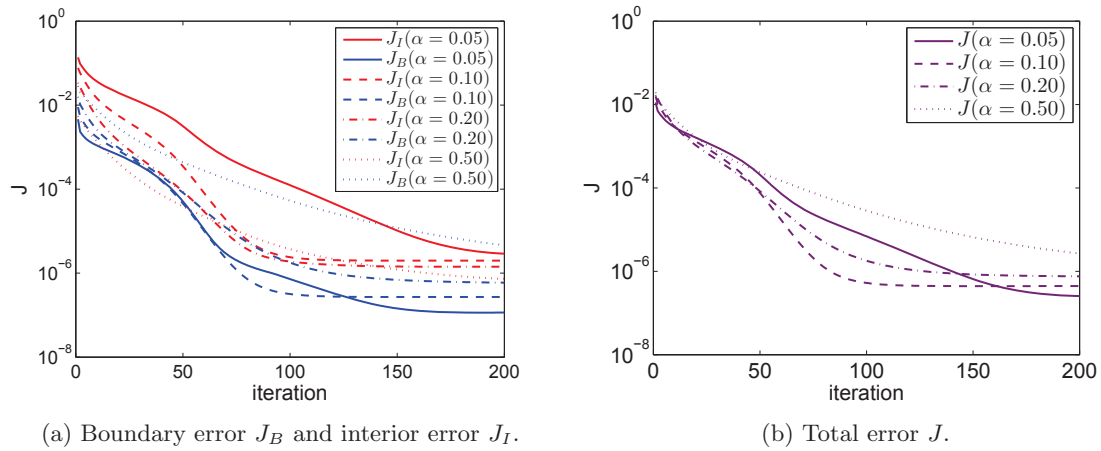 10^0
10^−2
10^−4
10^−6
10^−8
J
0 50 100 150 200
iteration
J_I(α = 0.05)
J_B(α = 0.05)
J_I(α = 0.10)
J_B(α = 0.10)
J_I(α = 0.20)
J_B(α = 0.20)
J_I(α = 0.50)
J_B(α = 0.50)
(a) Boundary error J_B and interior error J_I.
10^0
10^−2
10^−4
10^−6
10^−8
J
0 50 100 150 200
iteration
J(α = 0.05)
J(α = 0.10)
J(α = 0.20)
J(α = 0.50)
(b) Total error J.